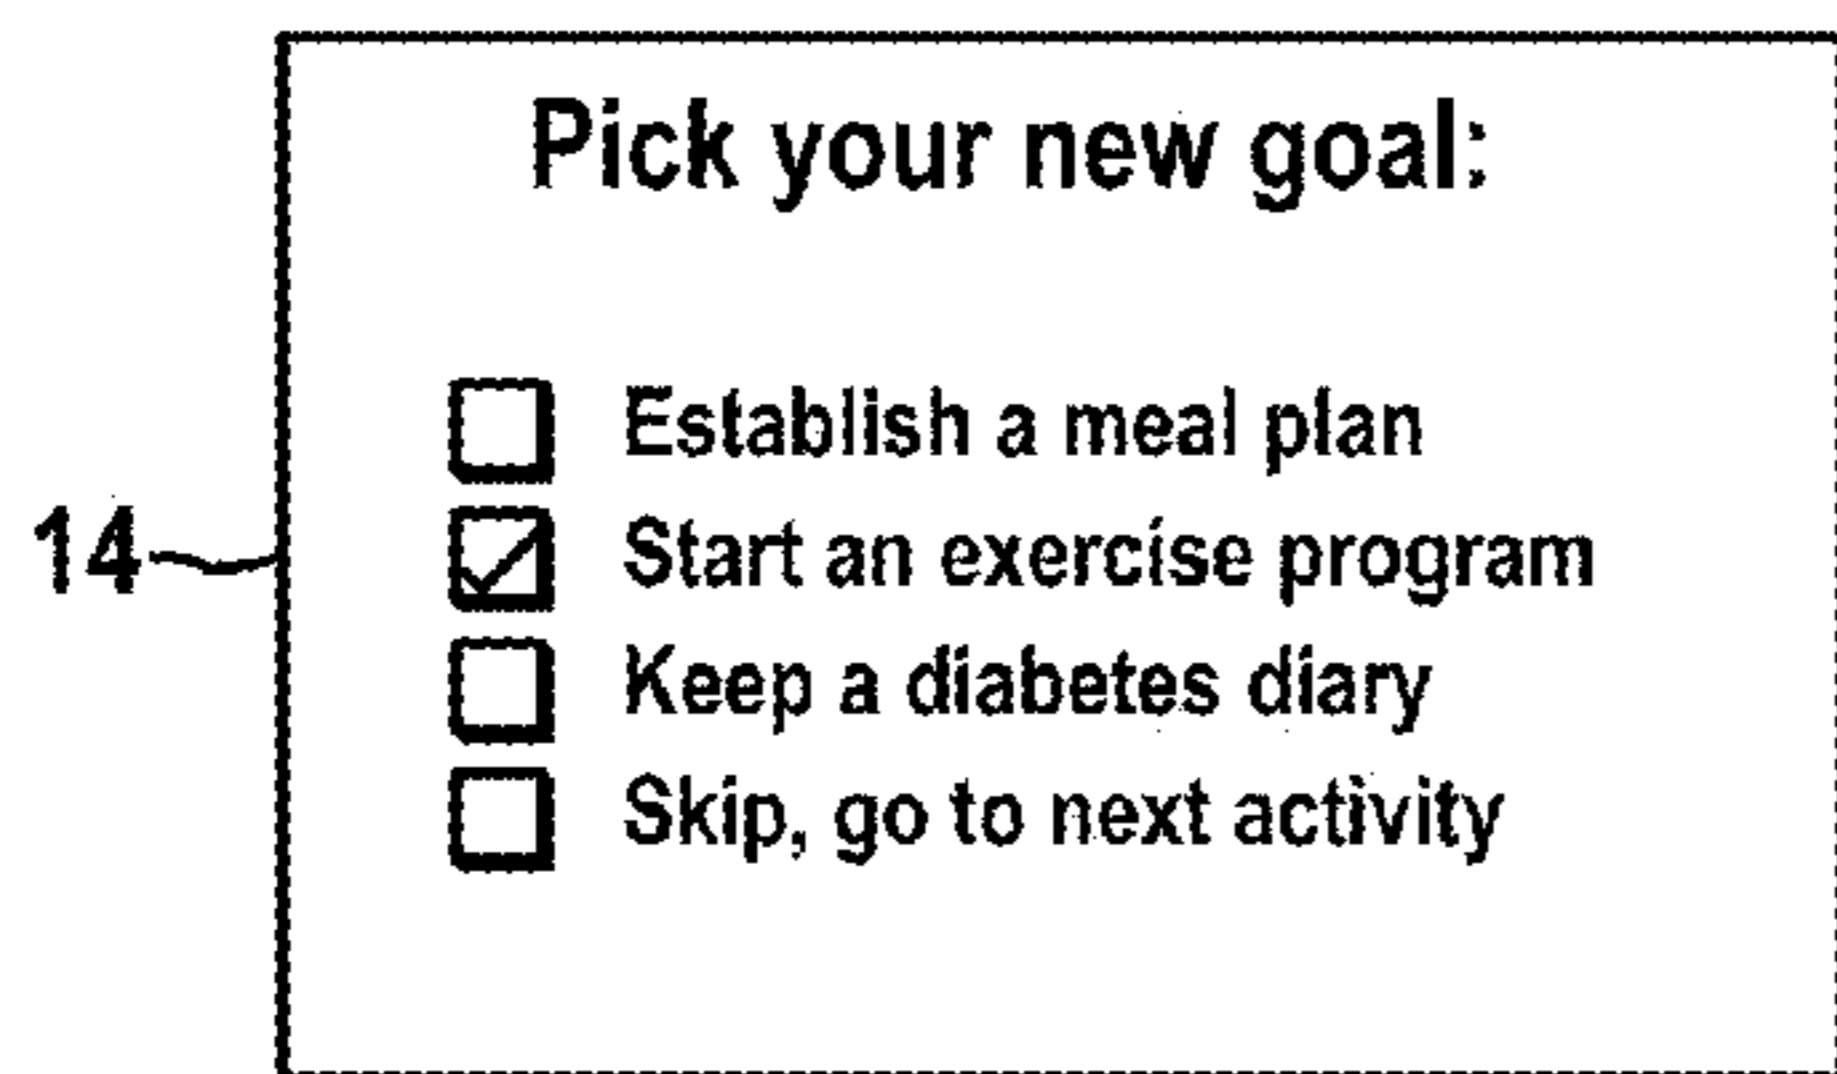 Pick your new goal:
Establish a meal plan
14
Start an exercise program
Keep a diabetes diary
Skip, go to next activity